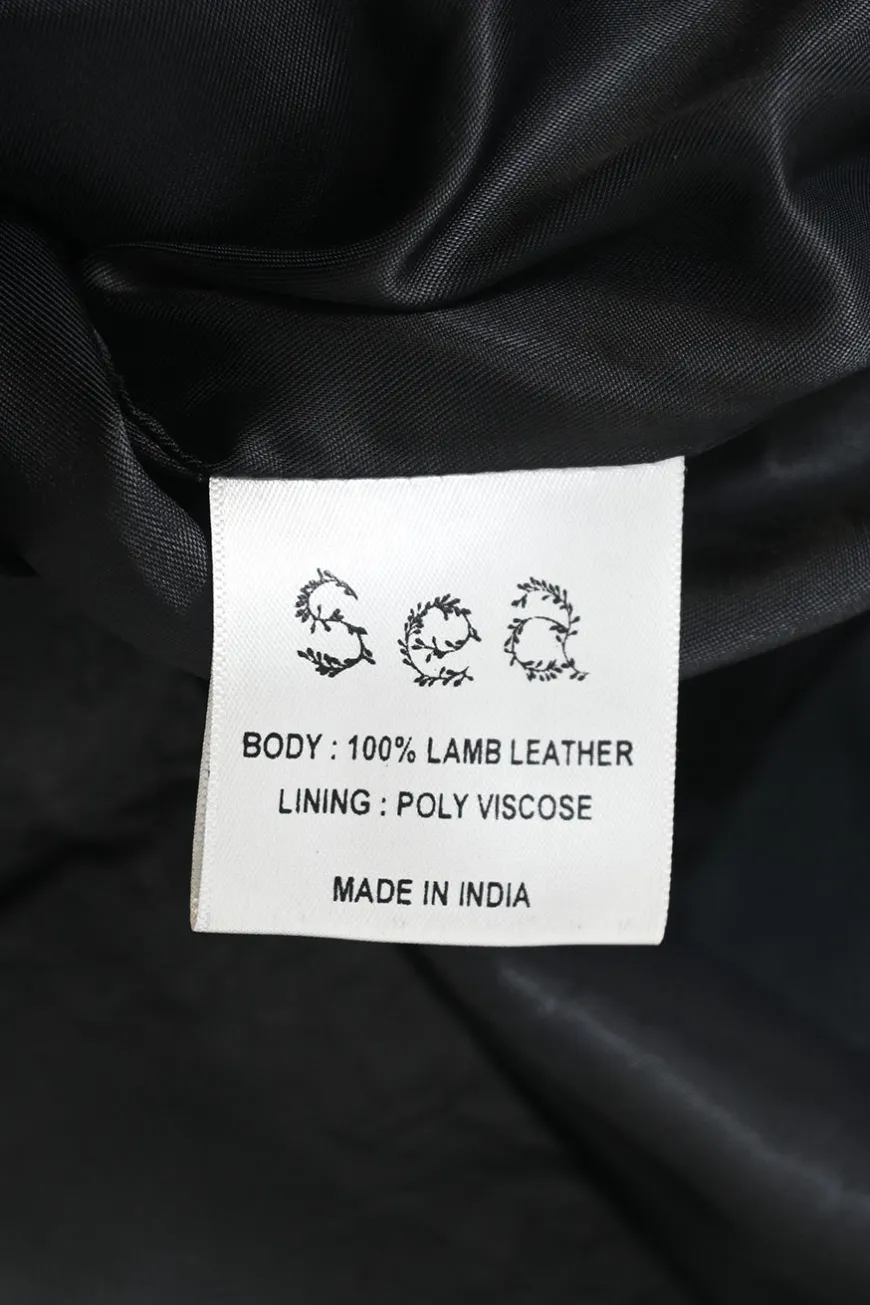 Sea
BODY : 100% LAMB LEATHER
LINING : POLY VISCOSE
MADE IN INDIA